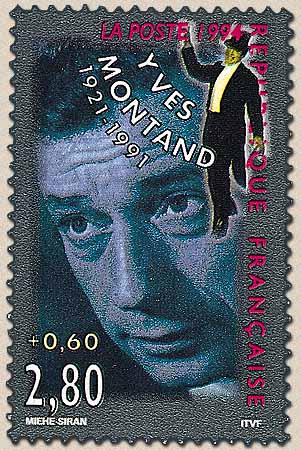 LA POSTE 1994
RÉPUBLIQUE FRANÇAISE
YVES
MONTAND
1921-1991
+0,60
2,80
MIEHE-SIRAN
ITVF